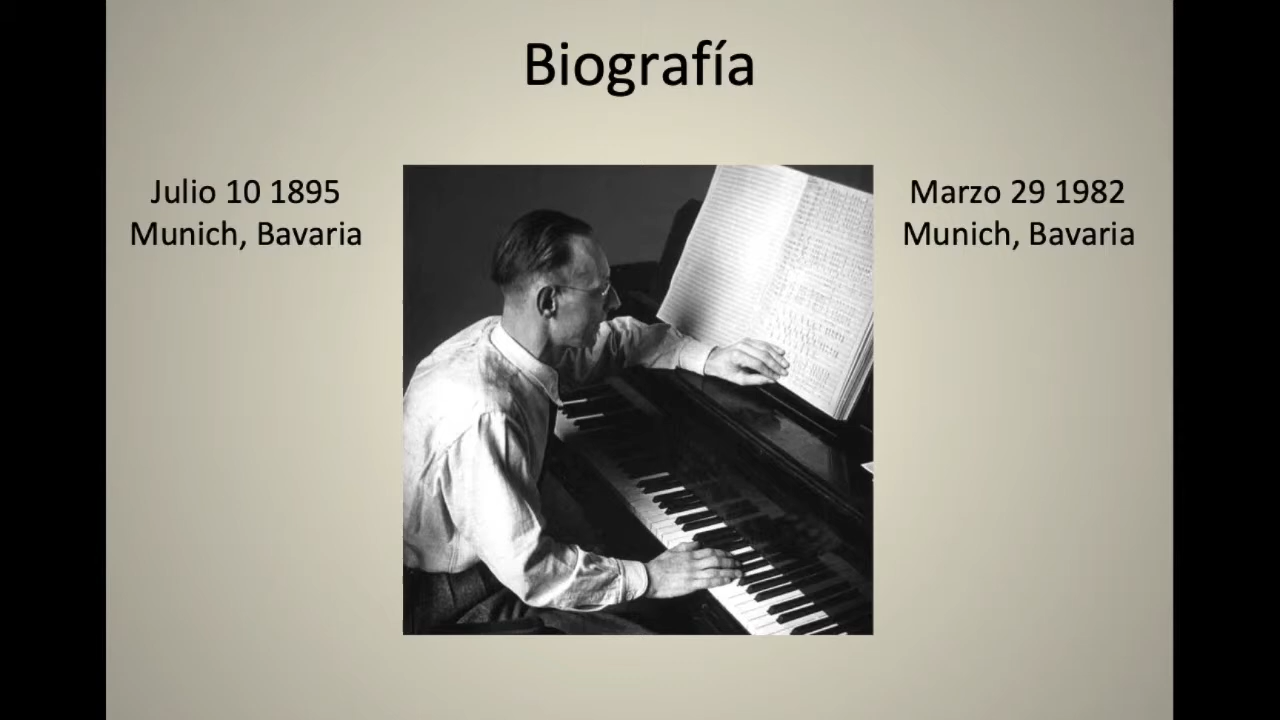 Biografía
Julio 10 1895
Munich, Bavaria
Marzo 29 1982
Munich, Bavaria